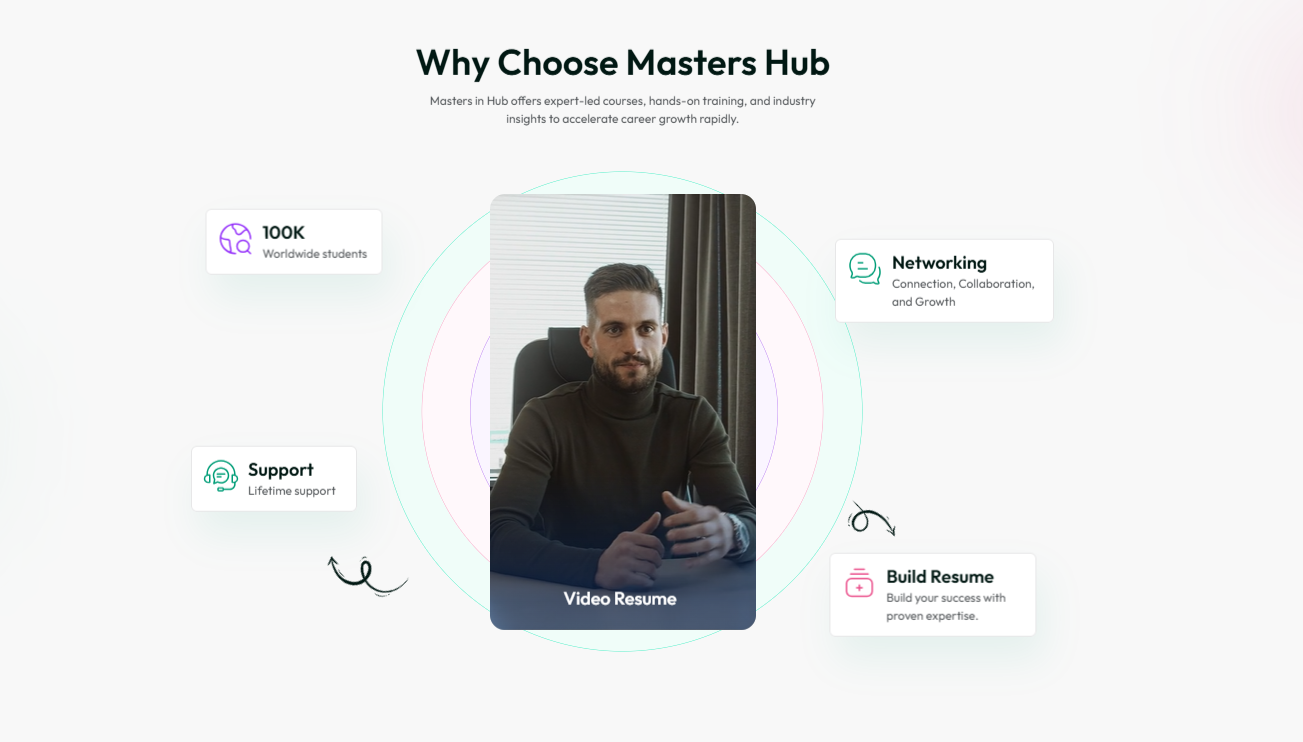 Why Choose Masters Hub
Masters in Hub offers expert-led courses, hands-on training, and industry
insights to accelerate career growth rapidly.
100K
Worldwide students
Networking
Connection, Collaboration,
and Growth
Support
Lifetime support
Build Resume
Build your success with
proven expertise.
Video Resume